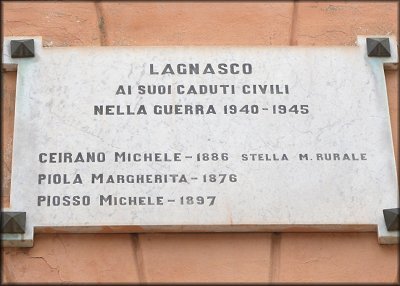 LAGNASCO
AI SUOI CADUTI CIVILI
NELLA GUERRA 1940-1945
CEIRANO MICHELE-1886 STELLA M. RURALE
PIOLA MARGHERITA-1876
PIOSSO MICHELE-1897